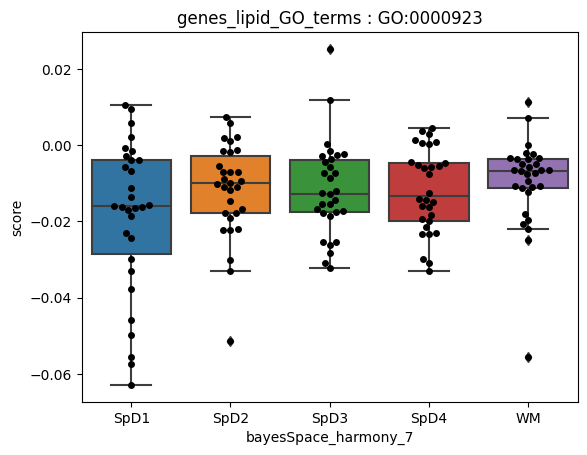 genes_lipid_GO_terms : GO:0000923
0.02
0.00
−0.02
−0.04
−0.06
score
SpD1 SpD2 SpD3 SpD4 WM
bayesSpace_harmony_7